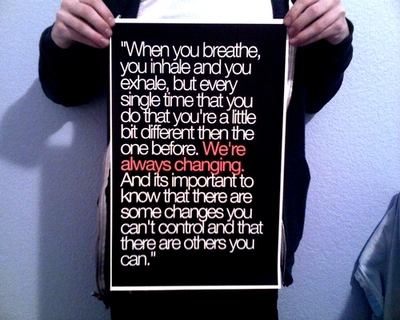 "When you breathe,
you inhale and you
exhale, but every
single time that you
do that you're a little
bit different then the
one before. We're
always changing.
And its important to
know that there are
some changes you
can't control and that
there are others you
can."